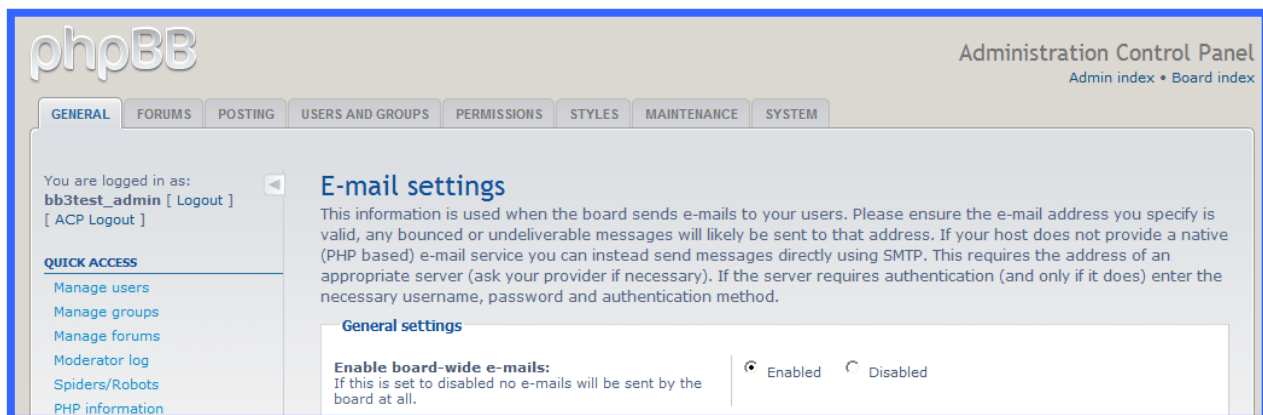 phpBB
Administration Control Panel
Admin index • Board index
GENERAL FORUMS POSTING USERS AND GROUPS PERMISSIONS STYLES MAINTENANCE SYSTEM
You are logged in as:
bb3test_admin [ Logout ]
[ ACP Logout ]
QUICK ACCESS
Manage users
Manage groups
Manage forums
Moderator log
Spiders/Robots
PHP information
E-mail settings
This information is used when the board sends e-mails to your users. Please ensure the e-mail address you specify is
valid, any bounced or undeliverable messages will likely be sent to that address. If your host does not provide a native
(PHP based) e-mail service you can instead send messages directly using SMTP. This requires the address of an
appropriate server (ask your provider if necessary). If the server requires authentication (and only if it does) enter the
necessary username, password and authentication method.
General settings
Enable board-wide e-mails:
If this is set to disabled no e-mails will be sent by the
board at all.
Enabled Disabled